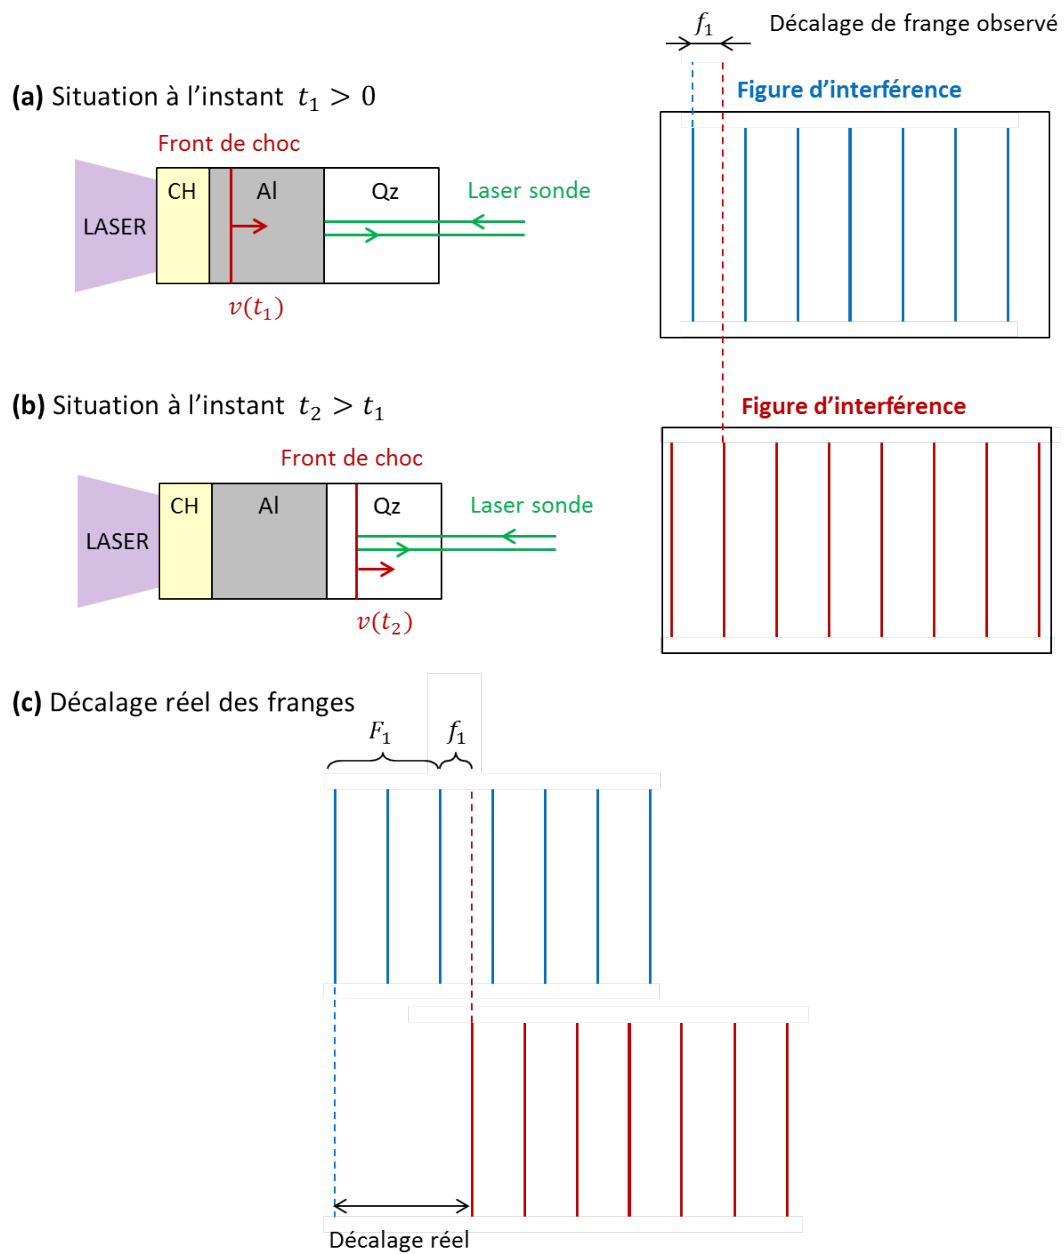 f₁
Décalage de frange observé
(a) Situation à l’instant t₁ > 0
Figure d’interférence
Front de choc
CH
Al
Qz
Laser sonde
LASER
v(t₁)
(b) Situation à l’instant t₂ > t₁
Figure d’interférence
Front de choc
CH
Al
Qz
Laser sonde
LASER
v(t₂)
(c) Décalage réel des franges
F₁
f₁
Décalage réel